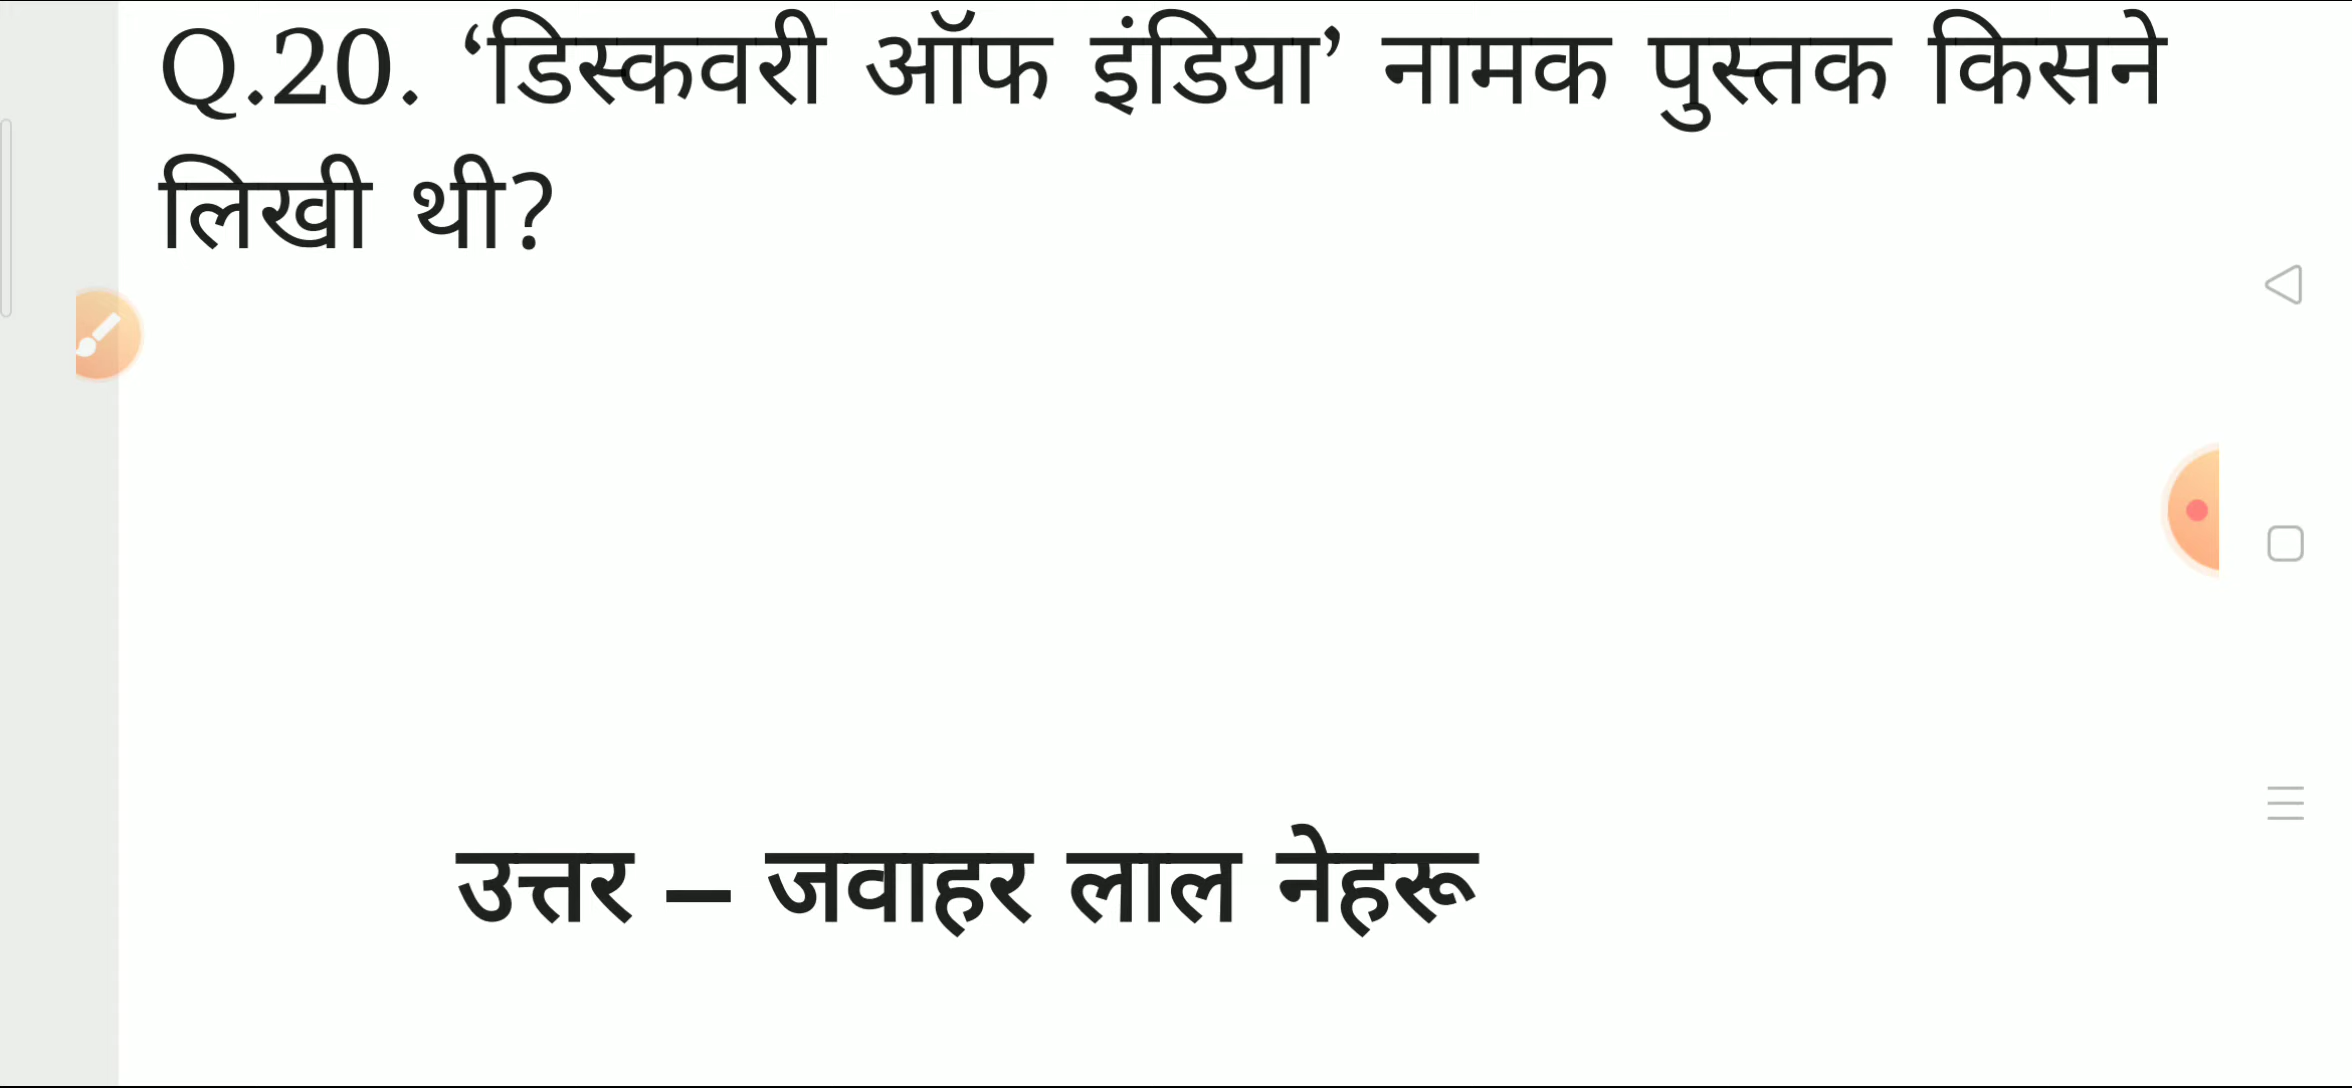 Q.20. ‘डिस्कवरी ऑफ इंडिया’ नामक पुस्तक किसने
लिखी थी?
उत्तर – जवाहर लाल नेहरू